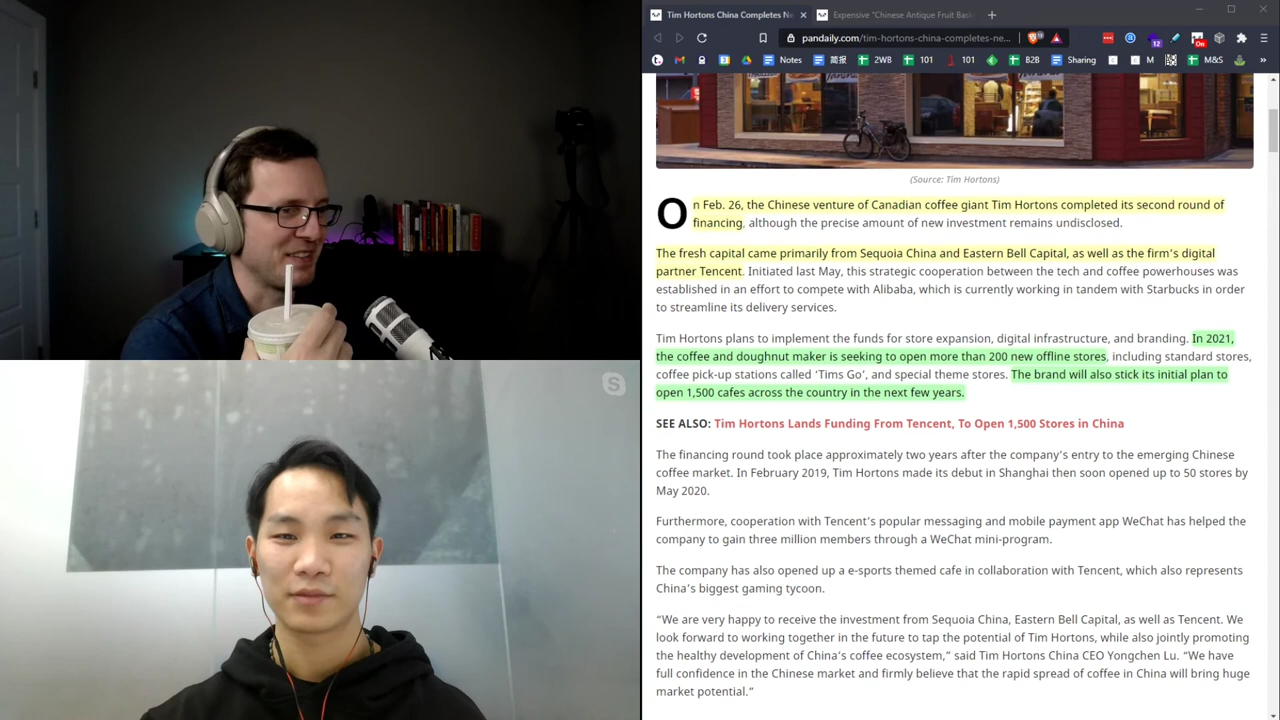 Tim Hortons China Completes Ne
Expensive "Chinese Antique Fruit Bask
pandaily.com/tim-hortons-china-completes-ne...
Notes 简报 2WB 101 101 B2B Sharing M M&S
12
On
(Source: Tim Hortons)
On Feb. 26, the Chinese venture of Canadian coffee giant Tim Hortons completed its second round of
financing, although the precise amount of new investment remains undisclosed.
The fresh capital came primarily from Sequoia China and Eastern Bell Capital, as well as the firm's digital
partner Tencent. Initiated last May, this strategic cooperation between the tech and coffee powerhouses was
established in an effort to compete with Alibaba, which is currently working in tandem with Starbucks in order
to streamline its delivery services.
Tim Hortons plans to implement the funds for store expansion, digital infrastructure, and branding. In 2021,
the coffee and doughnut maker is seeking to open more than 200 new offline stores, including standard stores,
coffee pick-up stations called ‘Tims Go’, and special theme stores. The brand will also stick its initial plan to
open 1,500 cafes across the country in the next few years.
SEE ALSO: Tim Hortons Lands Funding From Tencent, To Open 1,500 Stores in China
The financing round took place approximately two years after the company's entry to the emerging Chinese
coffee market. In February 2019, Tim Hortons made its debut in Shanghai then soon opened up to 50 stores by
May 2020.
Furthermore, cooperation with Tencent's popular messaging and mobile payment app WeChat has helped the
company to gain three million members through a WeChat mini-program.
The company has also opened up a e-sports themed cafe in collaboration with Tencent, which also represents
China's biggest gaming tycoon.
“We are very happy to receive the investment from Sequoia China, Eastern Bell Capital, as well as Tencent. We
look forward to working together in the future to tap the potential of Tim Hortons, while also jointly promoting
the healthy development of China's coffee ecosystem,” said Tim Hortons China CEO Yongchen Lu. “We have
full confidence in the Chinese market and firmly believe that the rapid spread of coffee in China will bring huge
market potential.”